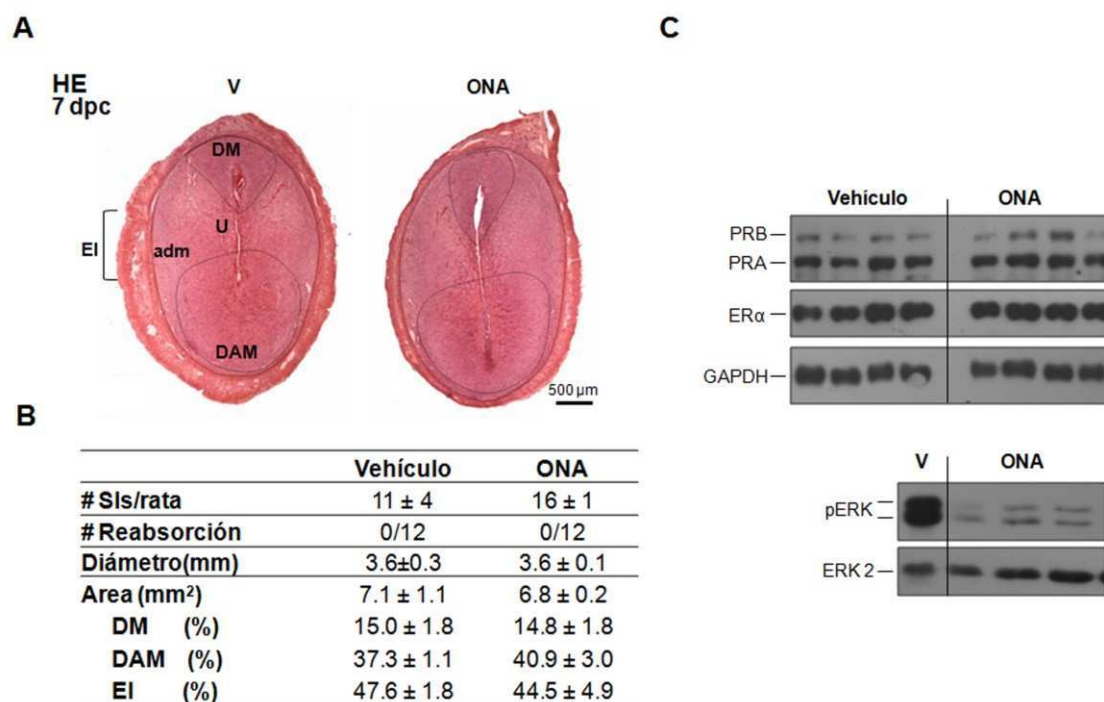 A
HE
7 dpc
V
ONA
DM
EI
U
adm
DAM
500 µm
B
Vehículo ONA
# SIs/rata 11 ± 4 16 ± 1
# Reabsorción 0/12 0/12
Diámetro(mm) 3.6±0.3 3.6 ± 0.1
Area (mm²) 7.1 ± 1.1 6.8 ± 0.2
DM (%) 15.0 ± 1.8 14.8 ± 1.8
DAM (%) 37.3 ± 1.1 40.9 ± 3.0
EI (%) 47.6 ± 1.8 44.5 ± 4.9
C
Vehículo ONA
PRB
PRA
ERα
GAPDH
V ONA
pERK
ERK 2